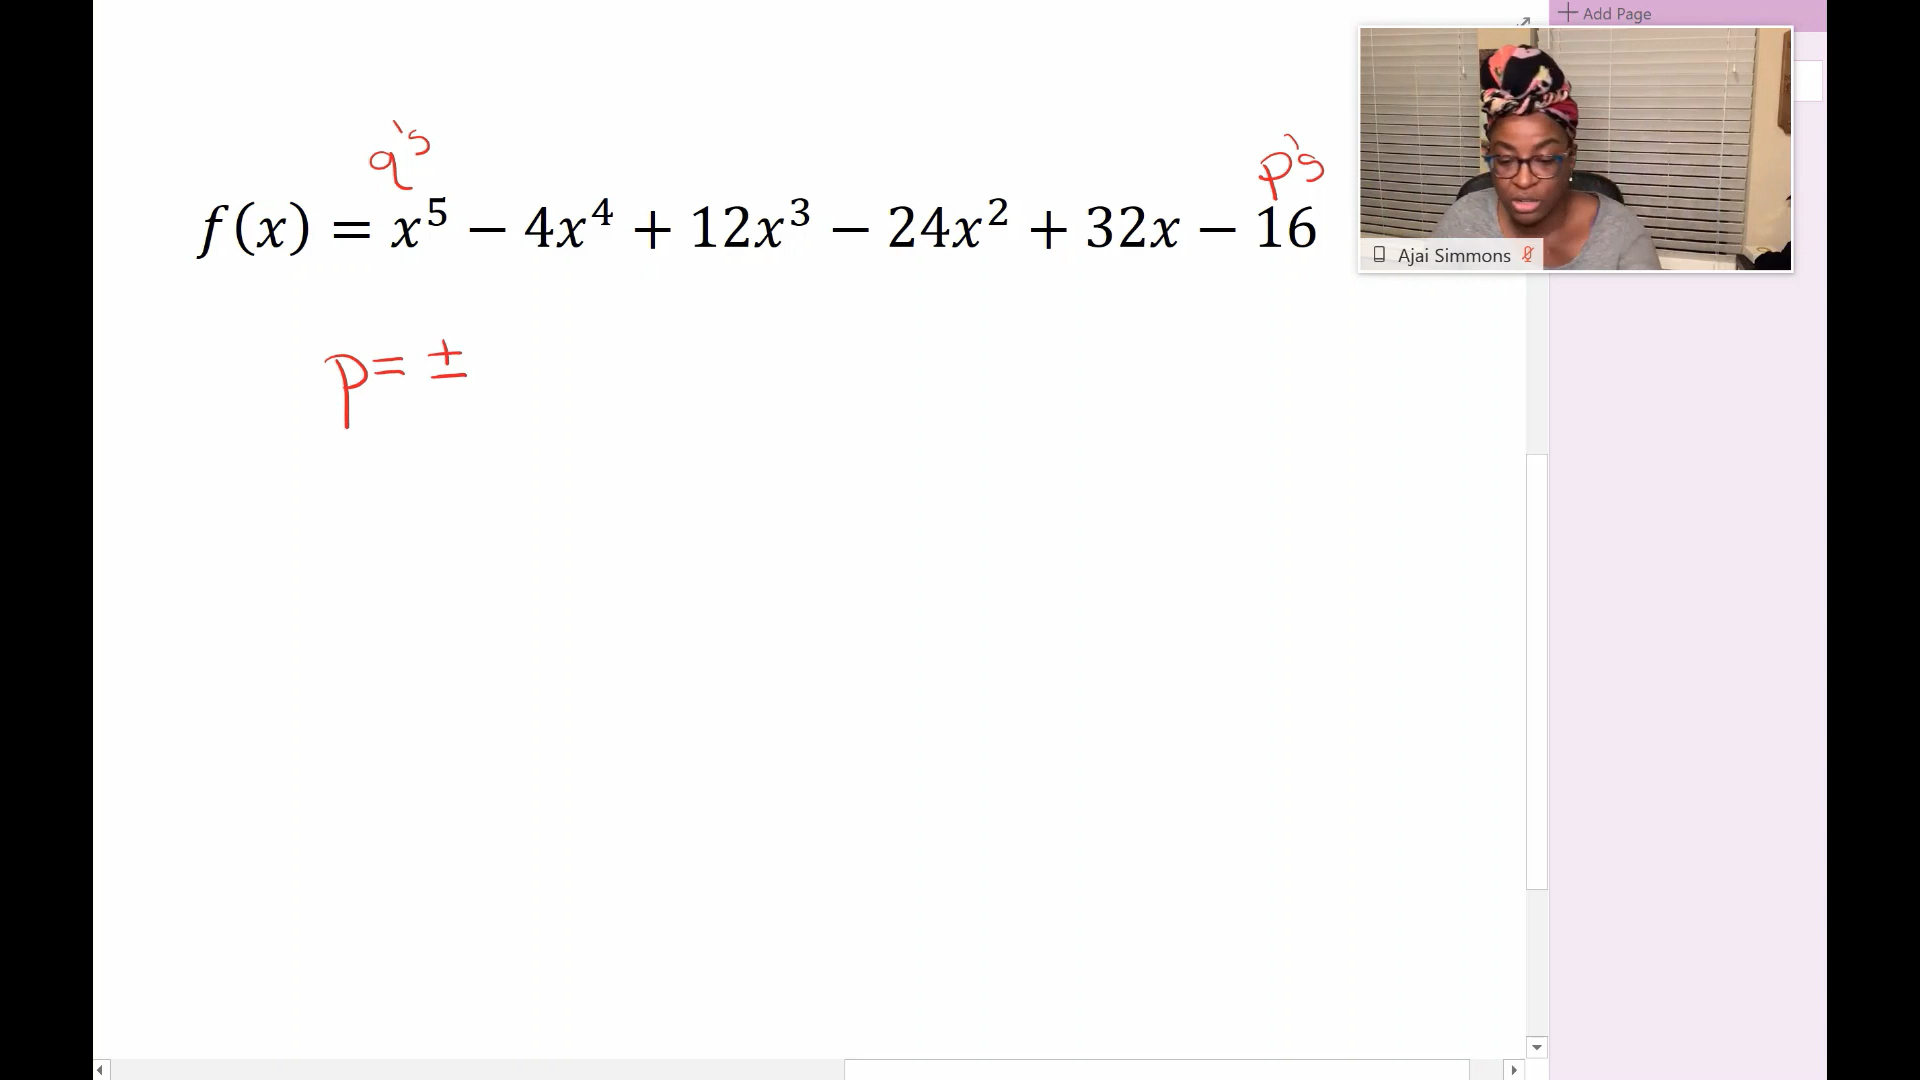 Add Page
q's
p's
f(x) = x⁵ − 4x⁴ + 12x³ − 24x² + 32x − 16
Ajai Simmons
p = ±